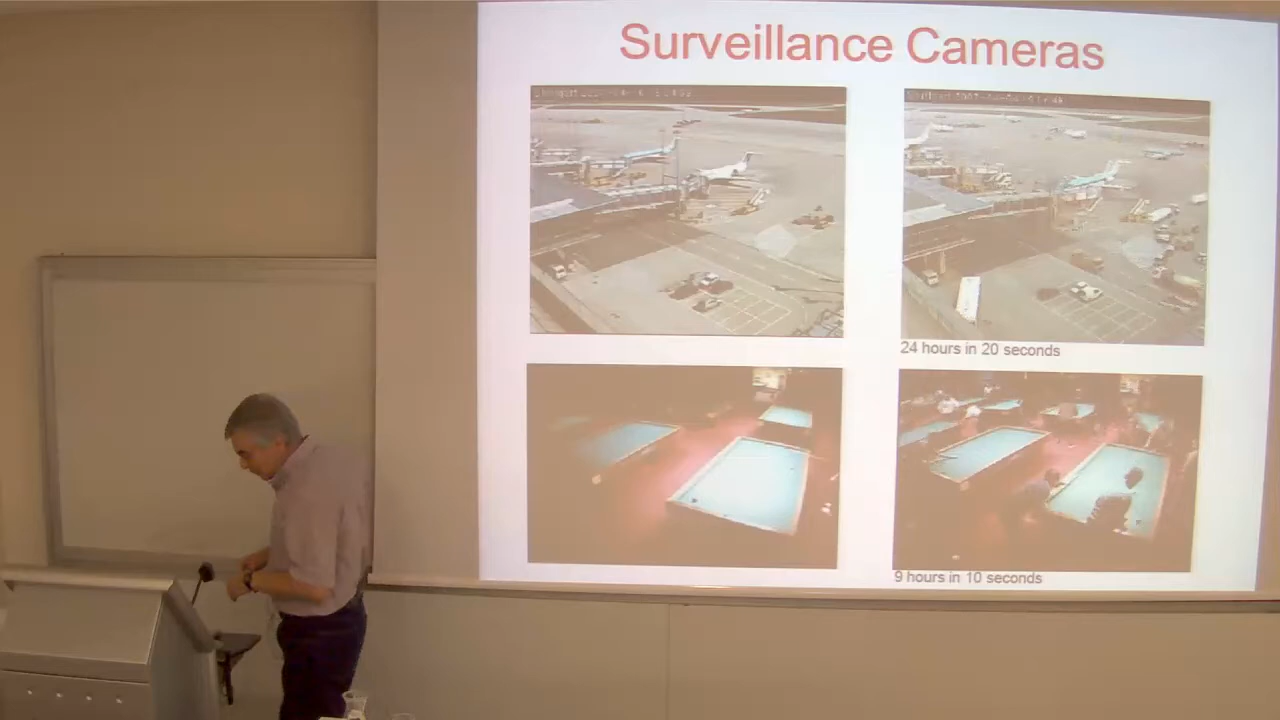 Surveillance Cameras
24 hours in 20 seconds
9 hours in 10 seconds